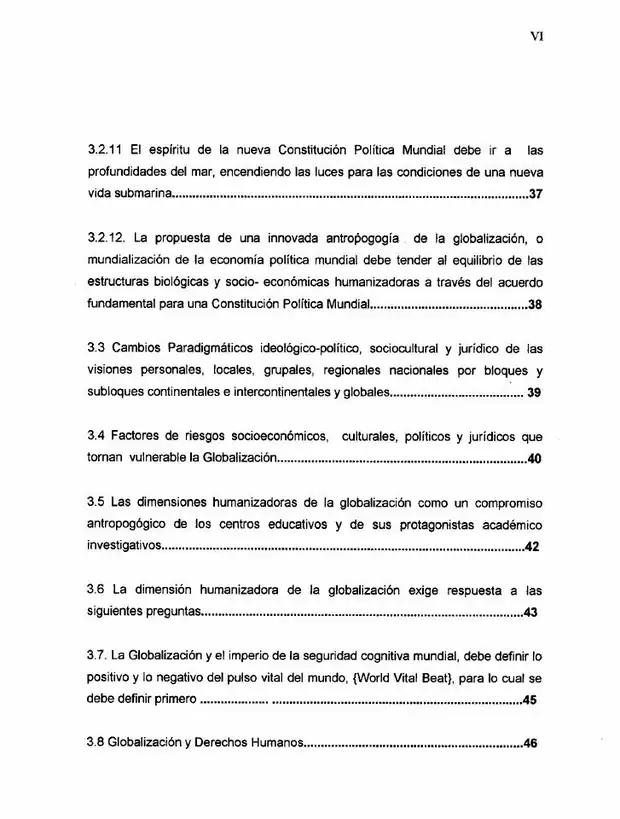 VI
3.2.11 El espíritu de la nueva Constitución Política Mundial debe ir a las
profundidades del mar, encendiendo las luces para las condiciones de una nueva
vida submarina........................................................................................................37
3.2.12. La propuesta de una innovada antropogogía de la globalización, o
mundialización de la economía política mundial debe tender al equilibrio de las
estructuras biológicas y socio- económicas humanizadoras a través del acuerdo
fundamental para una Constitución Política Mundial..............................................38
3.3 Cambios Paradigmáticos ideológico-político, sociocultural y jurídico de las
visiones personales, locales, grupales, regionales nacionales por bloques y
subloques continentales e intercontinentales y globales....................................... 39
3.4 Factores de riesgos socioeconómicos, culturales, políticos y jurídicos que
tornan vulnerable la Globalización.........................................................................40
3.5 Las dimensiones humanizadoras de la globalización como un compromiso
antropogógico de los centros educativos y de sus protagonistas académico
investigativos..........................................................................................................42
3.6 La dimensión humanizadora de la globalización exige respuesta a las
siguientes preguntas..............................................................................................43
3.7. La Globalización y el imperio de la seguridad cognitiva mundial, debe definir lo
positivo y lo negativo del pulso vital del mundo, {World Vital Beat}, para lo cual se
debe definir primero .................... .........................................................................45
3.8 Globalización y Derechos Humanos................................................................46